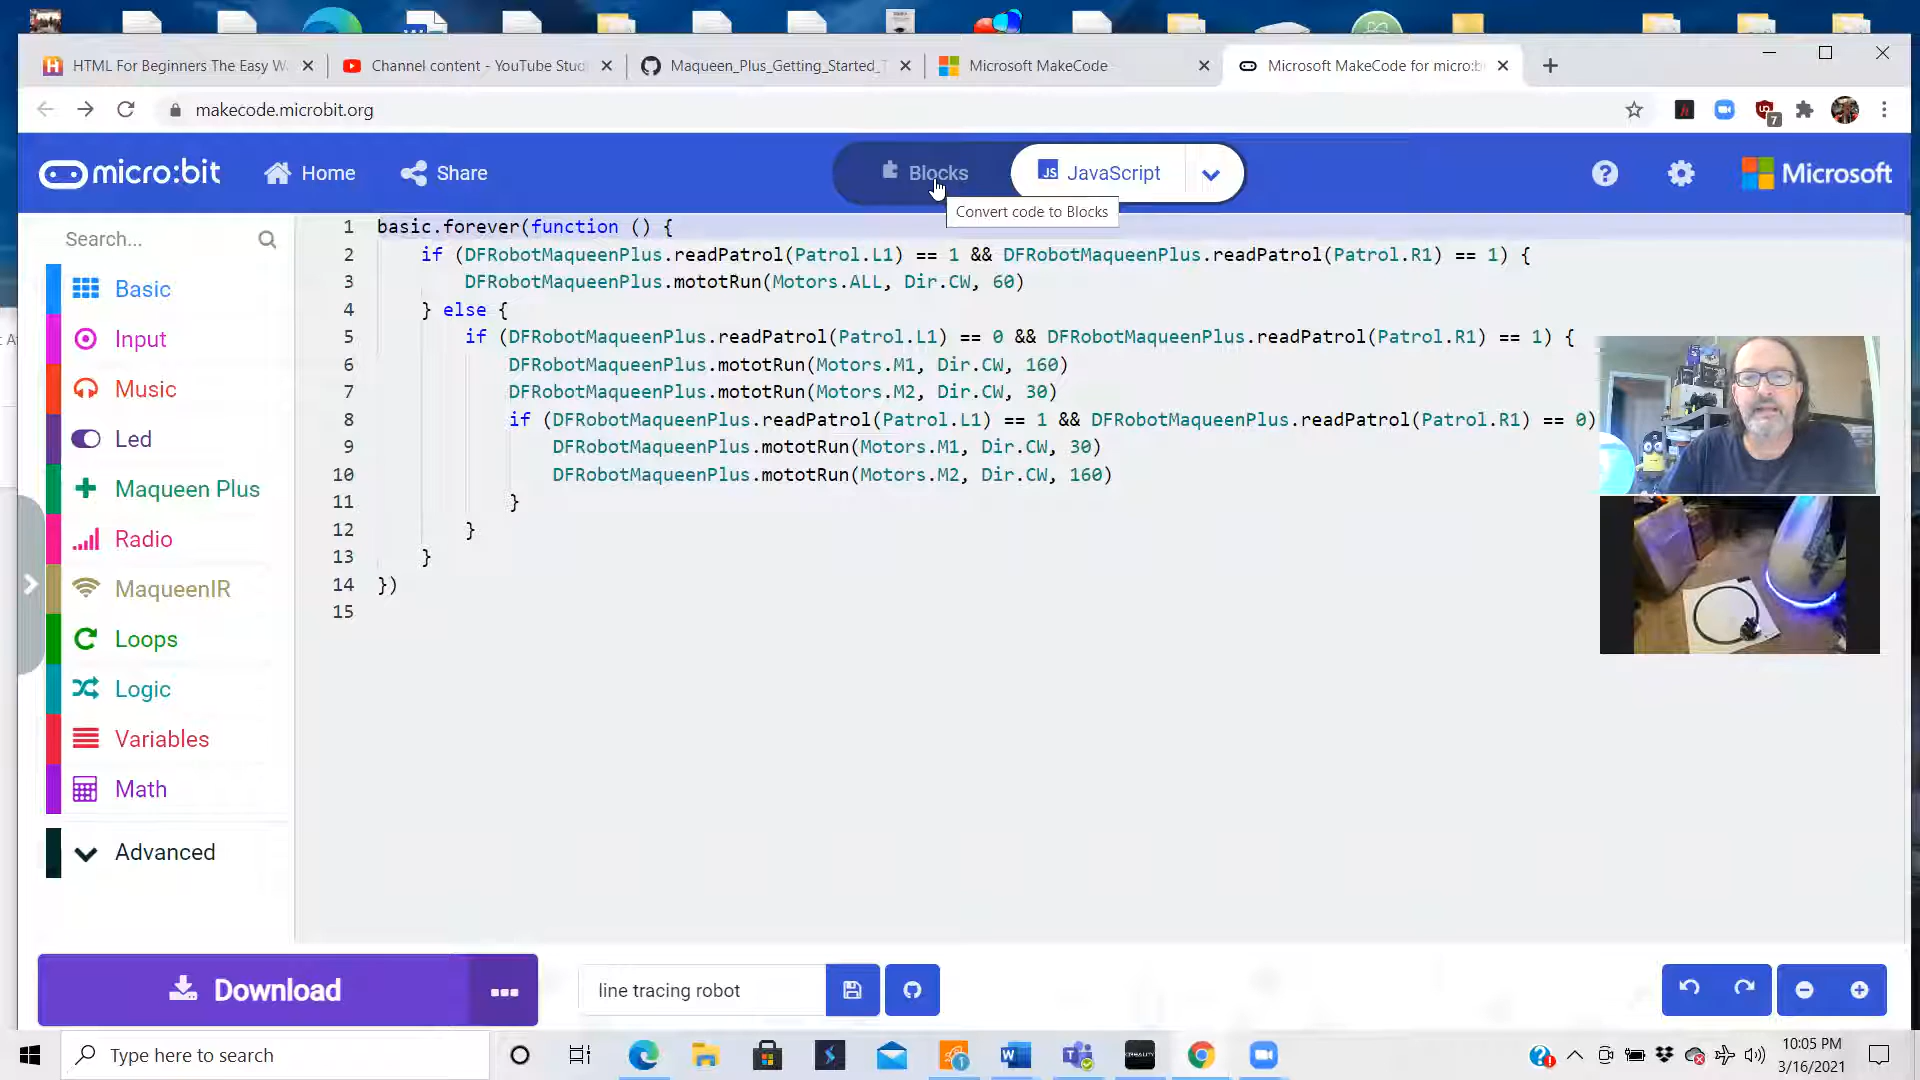 HTML For Beginners The Easy W
Channel content - YouTube Stud
Maqueen_Plus_Getting_Started_T
Microsoft MakeCode
Microsoft MakeCode for micro:b
makecode.microbit.org
7
micro:bit
Home
Share
Blocks
JS JavaScript
Microsoft
Convert code to Blocks
Search...
Basic
Input
Music
Led
Maqueen Plus
Radio
MaqueenIR
Loops
Logic
Variables
Math
Advanced
1 basic.forever(function () {
2 if (DFRobotMaqueenPlus.readPatrol(Patrol.L1) == 1 && DFRobotMaqueenPlus.readPatrol(Patrol.R1) == 1) {
3 DFRobotMaqueenPlus.mototRun(Motors.ALL, Dir.CW, 60)
4 } else {
5 if (DFRobotMaqueenPlus.readPatrol(Patrol.L1) == 0 && DFRobotMaqueenPlus.readPatrol(Patrol.R1) == 1) {
6 DFRobotMaqueenPlus.mototRun(Motors.M1, Dir.CW, 160)
7 DFRobotMaqueenPlus.mototRun(Motors.M2, Dir.CW, 30)
8 if (DFRobotMaqueenPlus.readPatrol(Patrol.L1) == 1 && DFRobotMaqueenPlus.readPatrol(Patrol.R1) == 0)
9 DFRobotMaqueenPlus.mototRun(Motors.M1, Dir.CW, 30)
10 DFRobotMaqueenPlus.mototRun(Motors.M2, Dir.CW, 160)
11 }
12 }
13 }
14 })
15
Download
line tracing robot
Type here to search
10:05 PM
3/16/2021